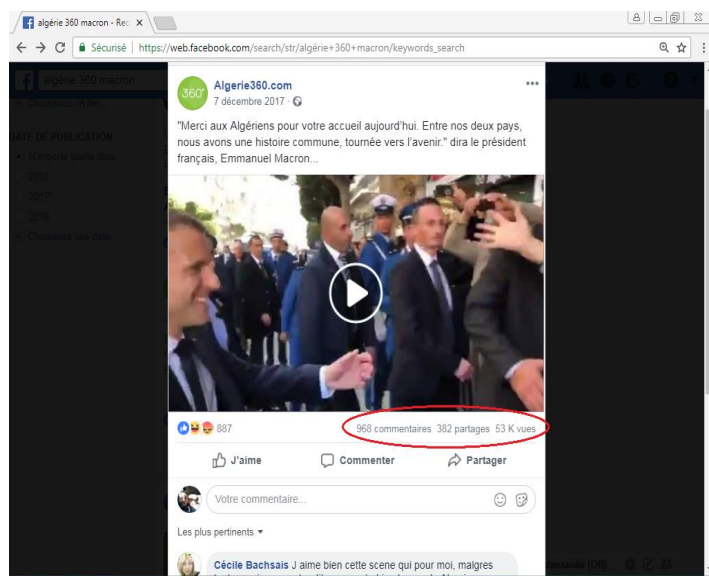 algérie 360 macron - Rec
Sécurisé | https://web.facebook.com/search/str/algérie+360+macron/keywords_search
algérie 360 macron
Choisissez un lieu...
DATE DE PUBLICATION
N'importe quelle date
2017
2016
Choisissez une date
360°
Algerie360.com
7 décembre 2017
"Merci aux Algériens pour votre accueil aujourd'hui. Entre nos deux pays,
nous avons une histoire commune, tournée vers l'avenir." dira le président
français, Emmanuel Macron...
887 968 commentaires 382 partages 53 K vues
J'aime Commenter Partager
Votre commentaire...
Les plus pertinents
Cécile Bachsais J aime bien cette scene qui pour moi, malgres